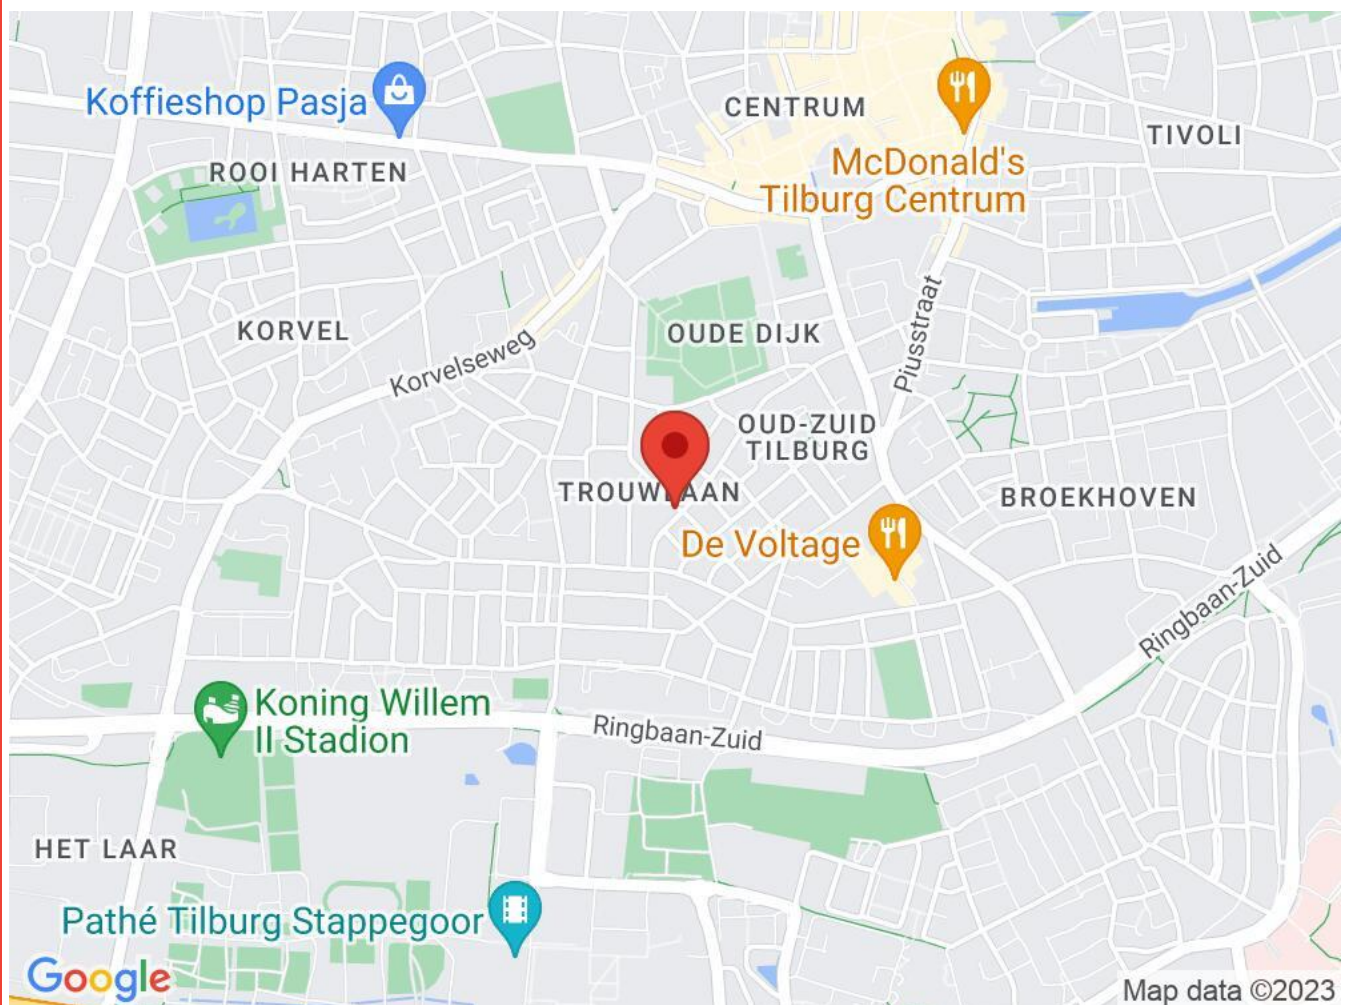 CENTRUM
Koffieshop Pasja
TIVOLI
McDonald's
Tilburg Centrum
ROOI HARTEN
KORVEL
OUDE DIJK
Piusstraat
Korvelseweg
OUD-ZUID
TILBURG
TROUWLAAN
BROEKHOVEN
De Voltage
Ringbaan-Zuid
Koning Willem
II Stadion
Ringbaan-Zuid
HET LAAR
Pathé Tilburg Stappegoor
Google
Map data ©2023